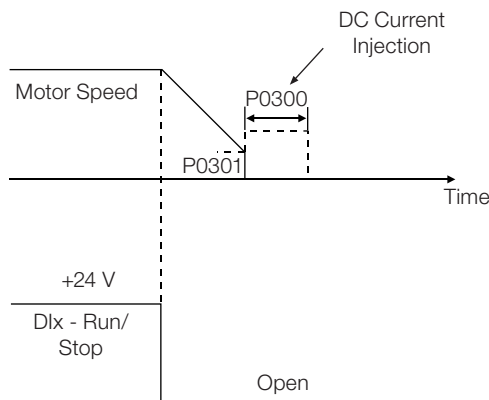 DC Current
Injection
Motor Speed
P0300
P0301
Time
+24 V
DIx - Run/
Stop
Open